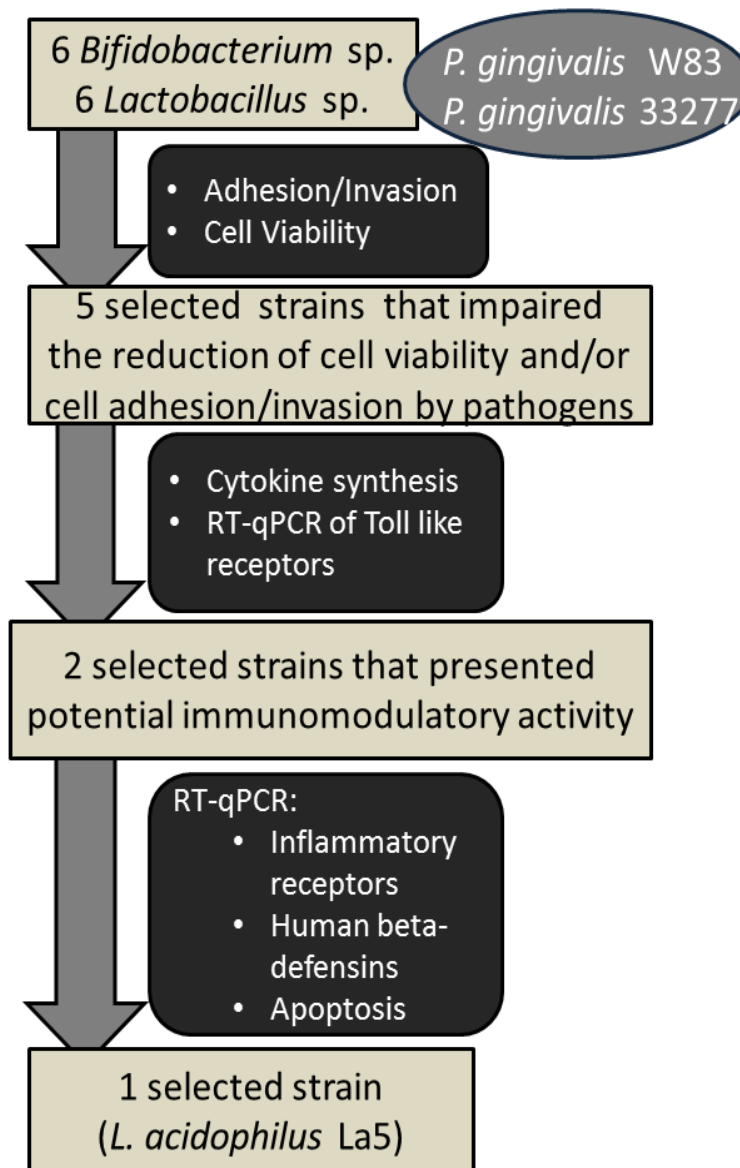 6 Bifidobacterium sp.
6 Lactobacillus sp.
P. gingivalis W83
P. gingivalis 33277
• Adhesion/Invasion
• Cell Viability
5 selected strains that impaired
the reduction of cell viability and/or
cell adhesion/invasion by pathogens
• Cytokine synthesis
• RT-qPCR of Toll like
receptors
2 selected strains that presented
potential immunomodulatory activity
RT-qPCR:
• Inflammatory
receptors
• Human beta-
defensins
• Apoptosis
1 selected strain
(L. acidophilus La5)